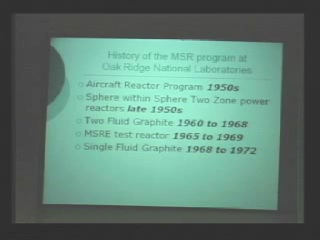 History of the MSR program at
Oak Ridge National Laboratories.
Aircraft Reactor Program 1950s
Sphere within Sphere Two Zone power
reactors late 1950s
Two Fluid Graphite 1960 to 1968
MSRE test reactor 1965 to 1969
Single Fluid Graphite 1968 to 1972